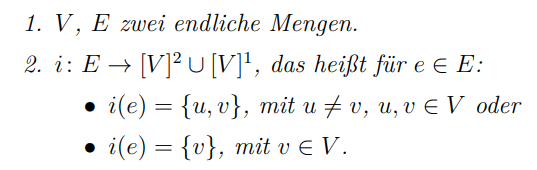 1. V, E zwei endliche Mengen.
2. i: E → [V]² ∪ [V]¹, das heißt für e ∈ E:
• i(e) = {u, v}, mit u ≠ v, u, v ∈ V oder
• i(e) = {v}, mit v ∈ V.